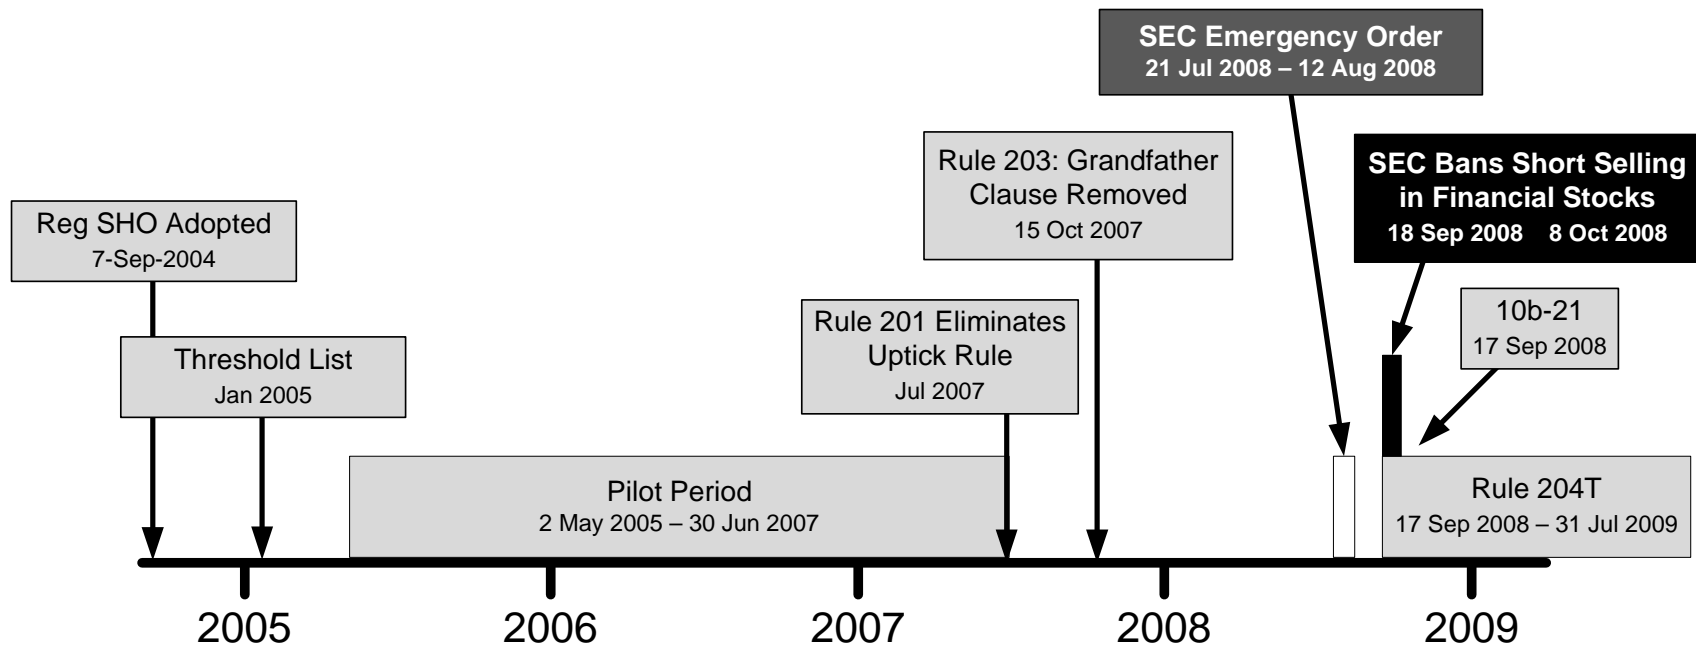 SEC Emergency Order
21 Jul 2008 – 12 Aug 2008
Rule 203: Grandfather
Clause Removed
15 Oct 2007
SEC Bans Short Selling
in Financial Stocks
18 Sep 2008    8 Oct 2008
Reg SHO Adopted
7-Sep-2004
Rule 201 Eliminates
Uptick Rule
Jul 2007
10b-21
17 Sep 2008
Threshold List
Jan 2005
Pilot Period
2 May 2005 – 30 Jun 2007
Rule 204T
17 Sep 2008 – 31 Jul 2009
2005
2006
2007
2008
2009